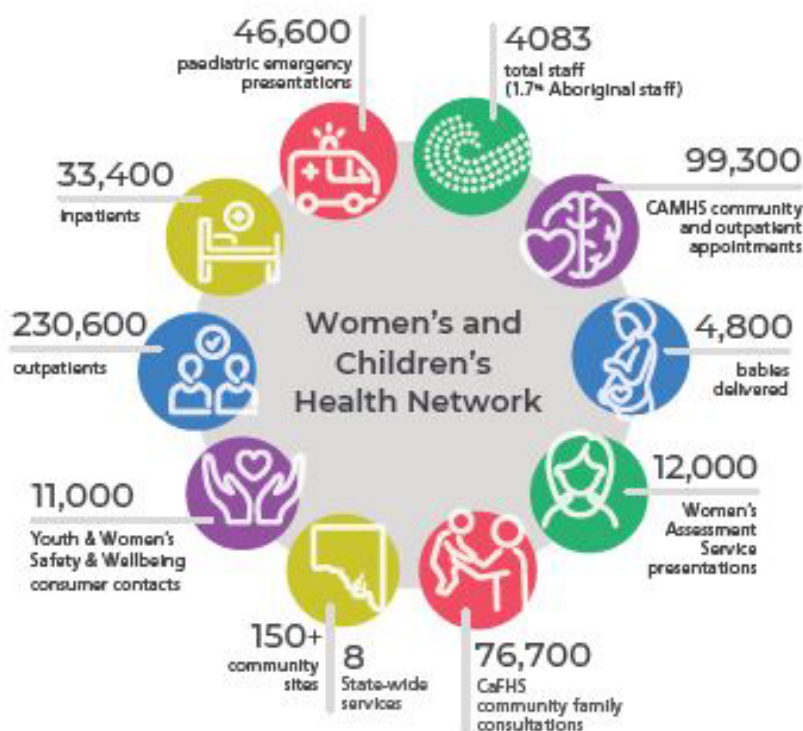 46,600
paediatric emergency
presentations
4083
total staff
(1.7% Aboriginal staff)
99,300
CAMHS community
and outpatient
appointments
4,800
babies
delivered
12,000
Women's
Assessment
Service
presentations
76,700
CaFHS
community family
consultations
8
State-wide
services
150+
community
sites
11,000
Youth & Women's
Safety & Wellbeing
consumer contacts
230,600
outpatients
33,400
inpatients
Women's and
Children's
Health Network